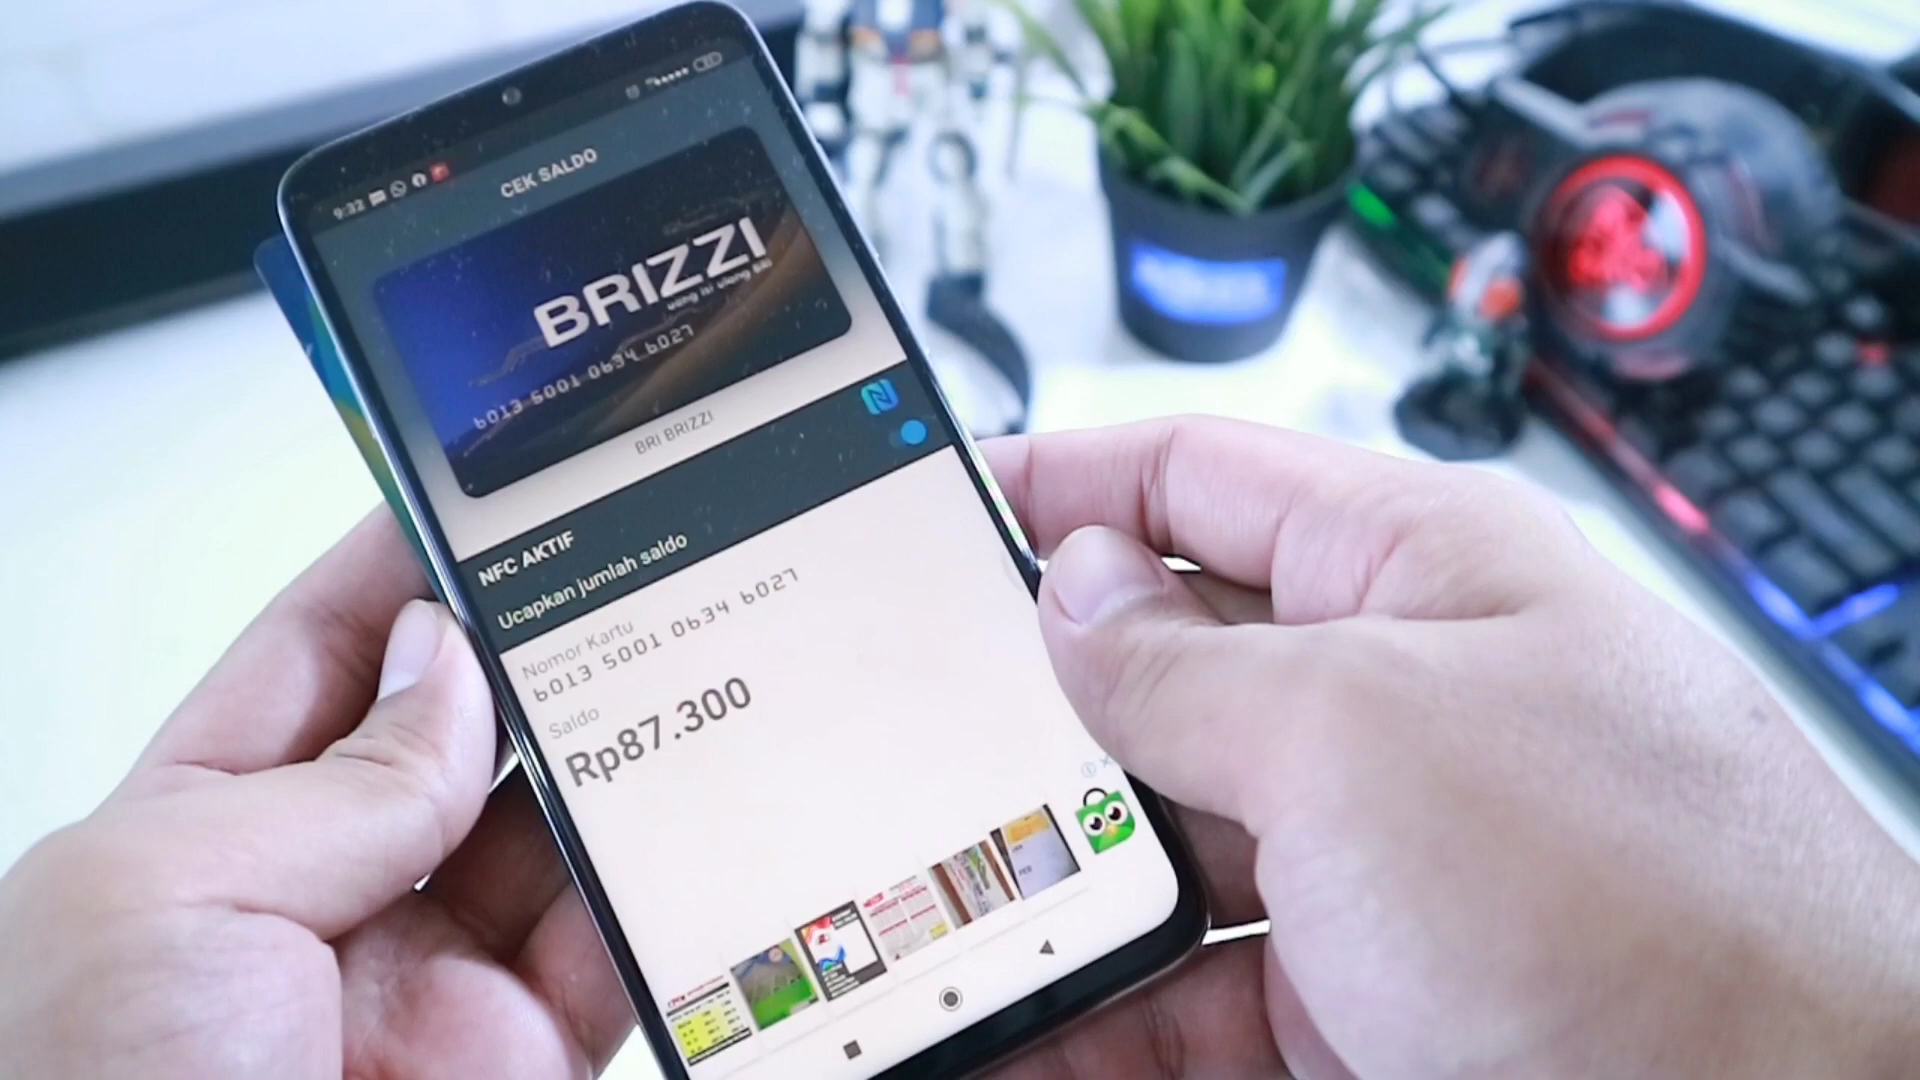 9:32
CEK SALDO
BRIZZI
uang isi ulang BRI
6013 5001 0634 6027
BRI BRIZZI
NFC AKTIF
Ucapkan jumlah saldo
Nomor Kartu
6013 5001 0634 6027
Saldo
Rp87.300